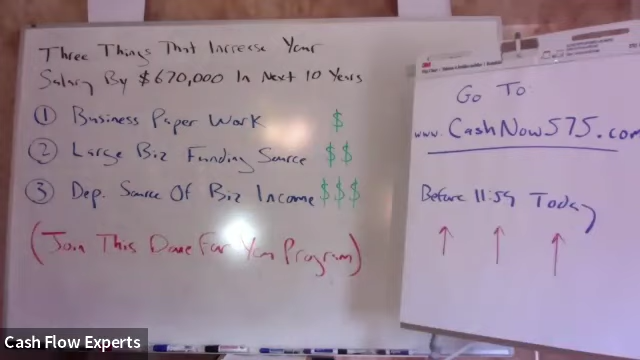 Three Things That Increase Your
Salary By $670,000 In Next 10 Years
1 Business Paper Work $
2 Large Biz Funding Source $$
3 Dep. Source Of Biz Income $$$
(Join This Done For You Program)
3M
Go To:
www.CashNow575.com
Before 11:59 Today
Cash Flow Experts